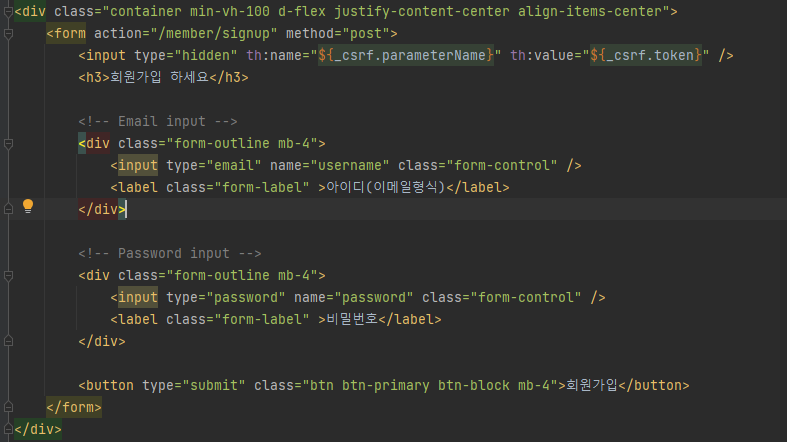 <div class="container min-vh-100 d-flex justify-content-center align-items-center">
<form action="/member/signup" method="post">
<input type="hidden" th:name="${_csrf.parameterName}" th:value="${_csrf.token}" />
<h3>회원가입 하세요</h3>
<!-- Email input -->
<div class="form-outline mb-4">
<input type="email" name="username" class="form-control" />
<label class="form-label" >아이디(이메일형식)</label>
</div>
<!-- Password input -->
<div class="form-outline mb-4">
<input type="password" name="password" class="form-control" />
<label class="form-label" >비밀번호</label>
</div>
<button type="submit" class="btn btn-primary btn-block mb-4">회원가입</button>
</form>
</div>